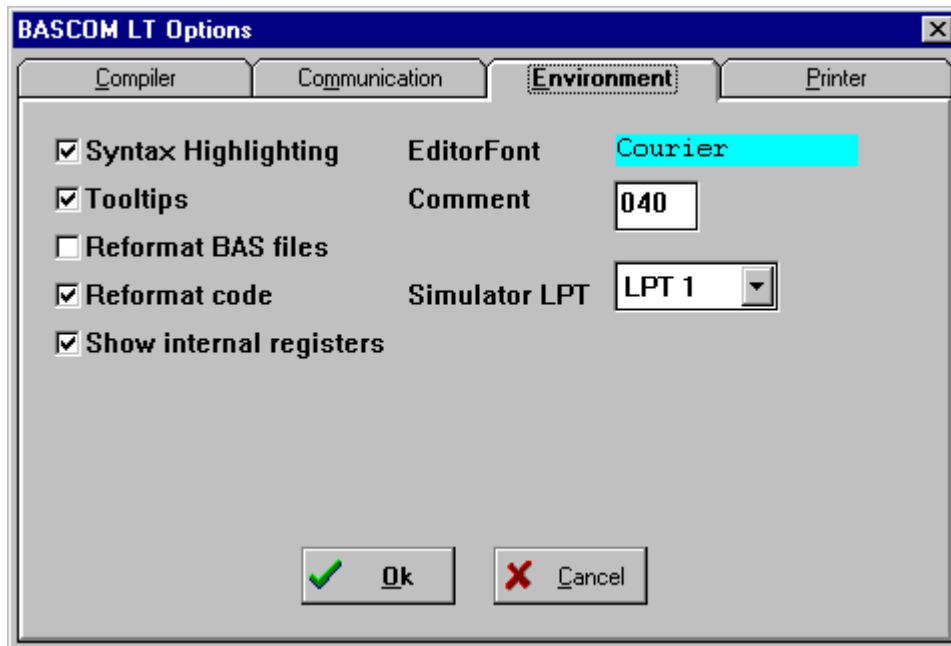 BASCOM LT Options
Compiler Communication Environment Printer
Syntax Highlighting EditorFont Courier
Tooltips Comment 040
Reformat BAS files
Reformat code Simulator LPT LPT 1
Show internal registers
Ok Cancel